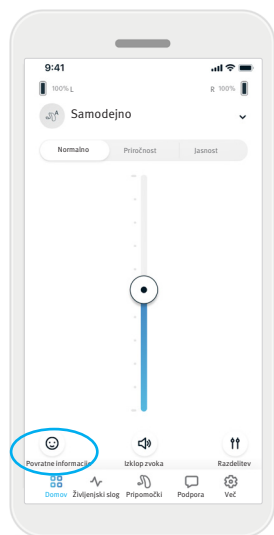 9:41
100% L
R 100%
A
Samodejno
Normalno Priročnost Jasnost
Povratne informacije Izklop zvoka Razdelitev
Domov Življenjski slog Pripomočki Podpora Več